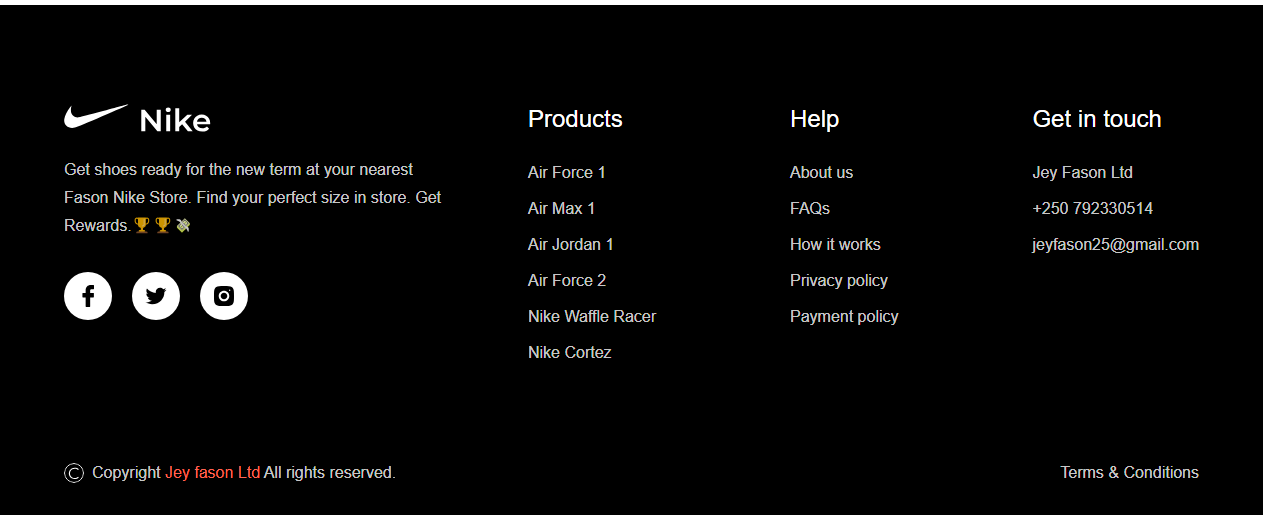 Nike
Get shoes ready for the new term at your nearest
Fason Nike Store. Find your perfect size in store. Get
Rewards.🏆🏆💸
Products
Air Force 1
Air Max 1
Air Jordan 1
Air Force 2
Nike Waffle Racer
Nike Cortez
Help
About us
FAQs
How it works
Privacy policy
Payment policy
Get in touch
Jey Fason Ltd
+250 792330514
jeyfason25@gmail.com
© Copyright Jey fason Ltd All rights reserved.
Terms & Conditions